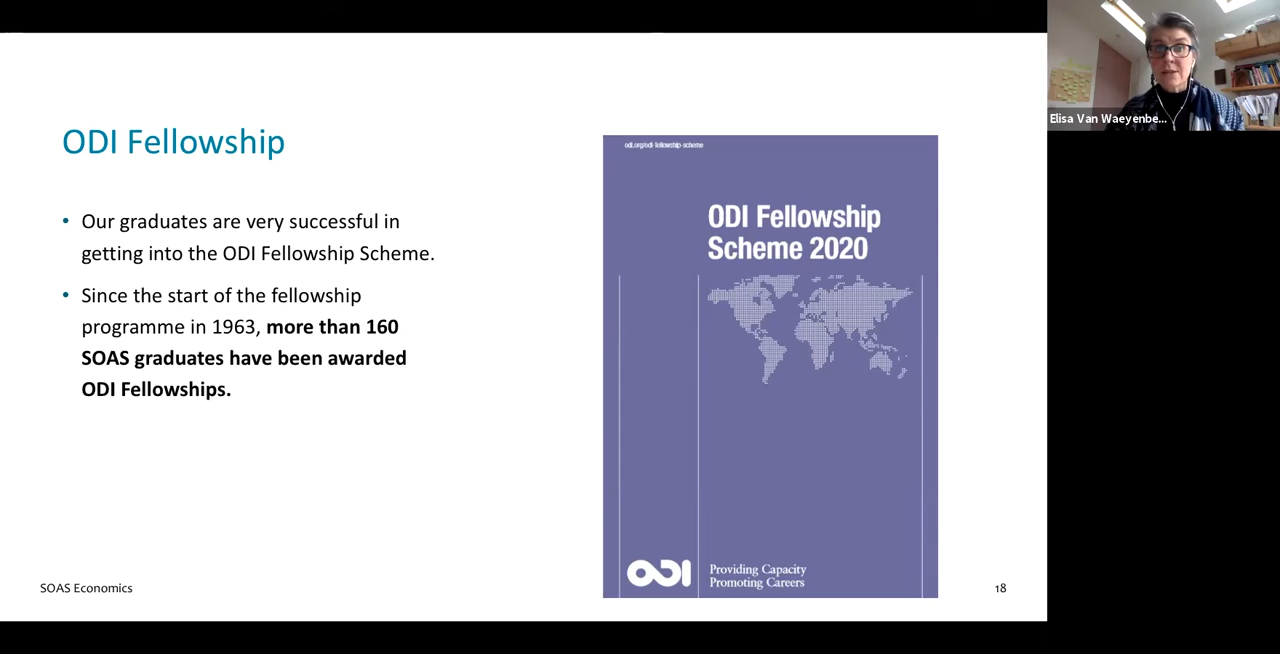 ODI Fellowship
• Our graduates are very successful in
getting into the ODI Fellowship Scheme.
• Since the start of the fellowship
programme in 1963, more than 160
SOAS graduates have been awarded
ODI Fellowships.
odi.org/odi-fellowship-scheme
ODI Fellowship
Scheme 2020
ODI
Providing Capacity
Promoting Careers
SOAS Economics
18
Elisa Van Waeyenbe...